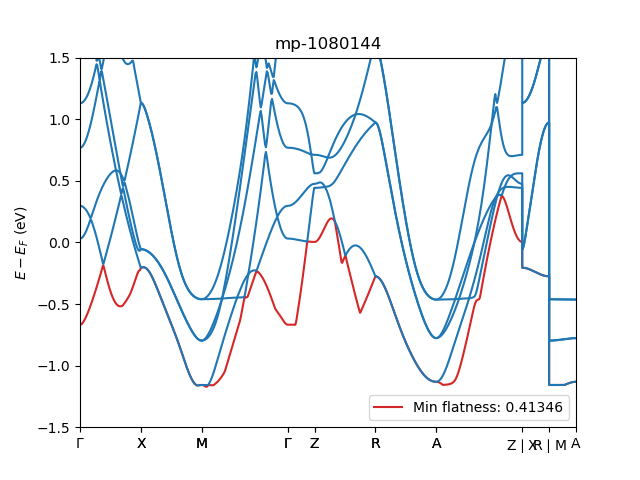 mp-1080144
E − E_F (eV)
1.5
1.0
0.5
0.0
−0.5
−1.0
−1.5
Min flatness: 0.41346
Γ X M Γ Z R A Z | X R | M A